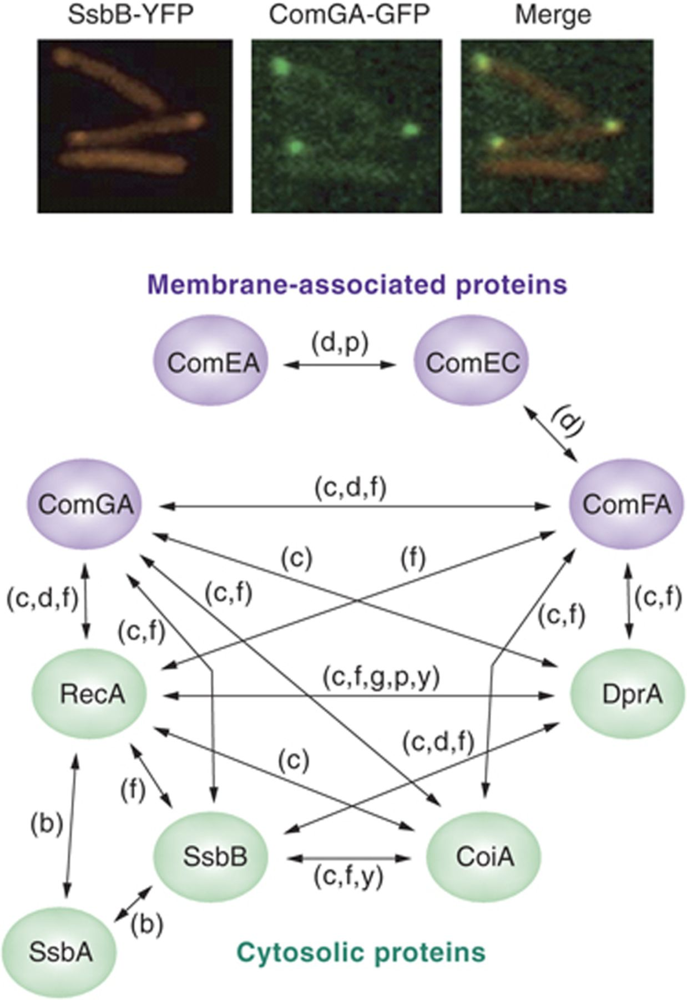 SsbB-YFP ComGA-GFP Merge
Membrane-associated proteins
(d,p)
ComEA ComEC
(d)
(c,d,f)
ComGA ComFA
(c) (f)
(c,d,f) (c,f) (c,f)
(c,f) (c,f)
(c,f,g,p,y)
RecA DprA
(c,d,f)
(c)
(f)
(b)
SsbB CoiA
(c,f,y)
(b)
SsbA Cytosolic proteins